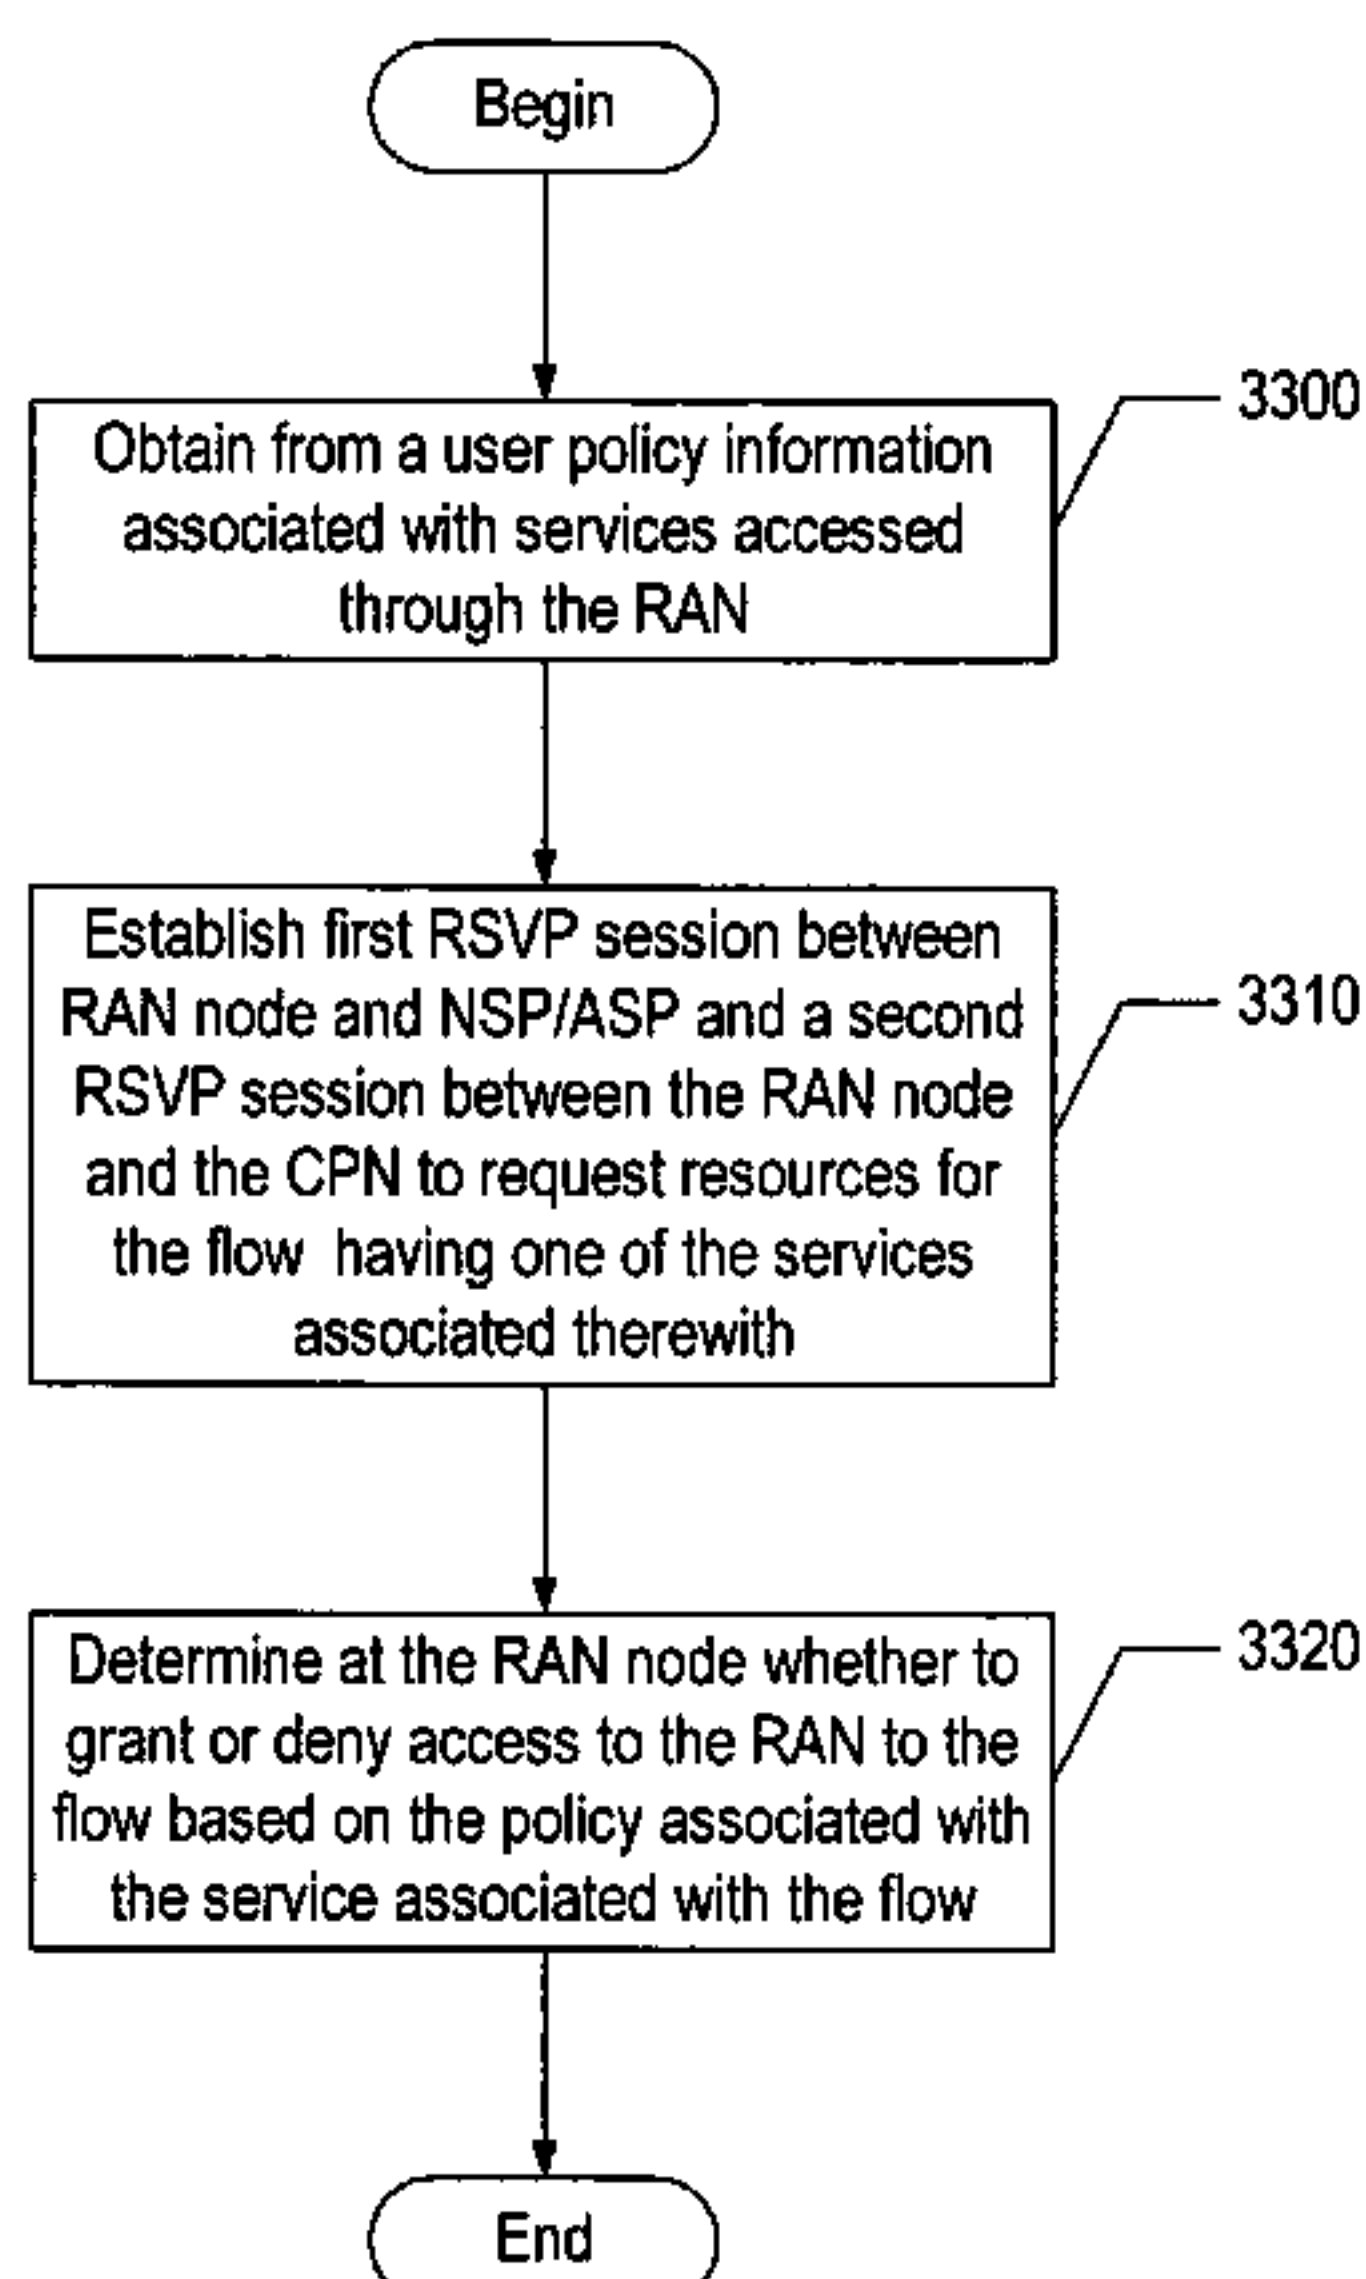 Begin
Obtain from a user policy information
associated with services accessed
through the RAN
3300
Establish first RSVP session between
RAN node and NSP/ASP and a second
RSVP session between the RAN node
and the CPN to request resources for
the flow having one of the services
associated therewith
3310
Determine at the RAN node whether to
grant or deny access to the RAN to the
flow based on the policy associated with
the service associated with the flow
3320
End